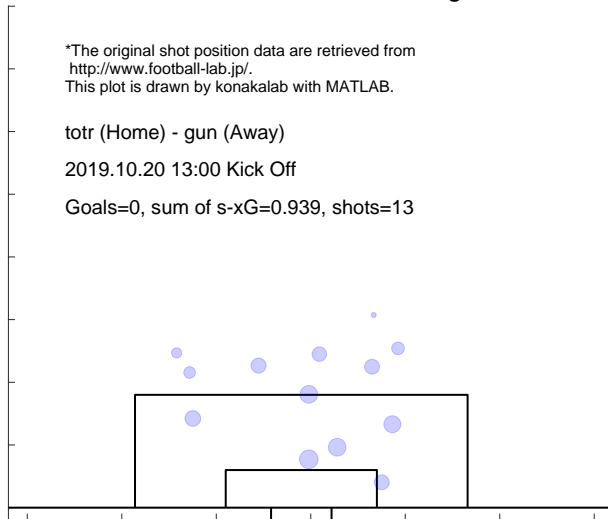 *The original shot position data are retrieved from
http://www.football-lab.jp/.
This plot is drawn by konakalab with MATLAB.
totr (Home) - gun (Away)
2019.10.20 13:00 Kick Off
Goals=0, sum of s-xG=0.939, shots=13